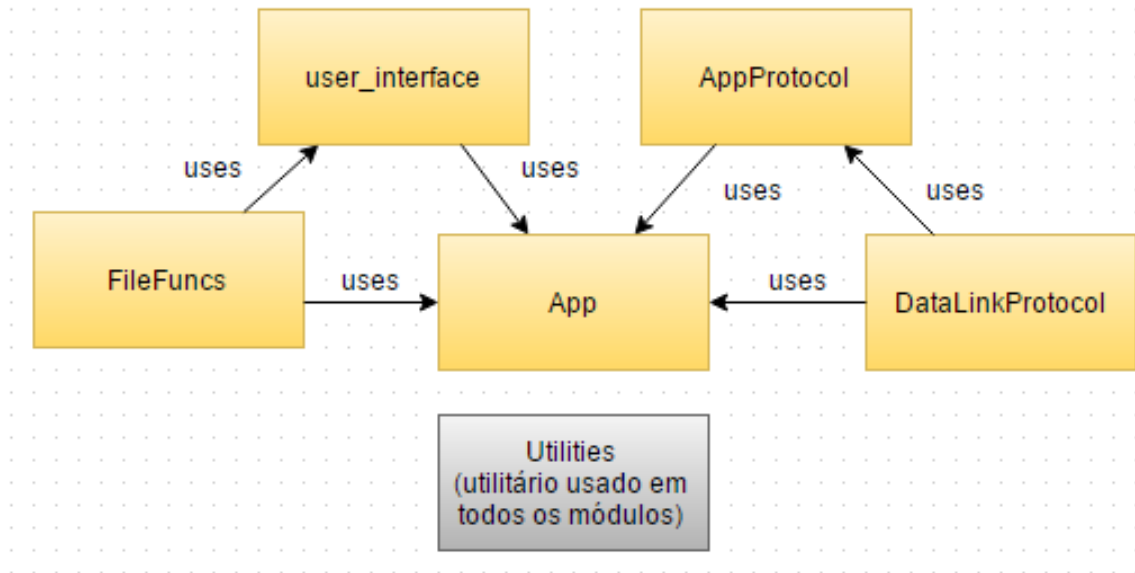 user_interface
AppProtocol
uses
uses
uses
uses
FileFuncs
uses
App
uses
DataLinkProtocol
Utilities
(utilitário usado em
todos os módulos)